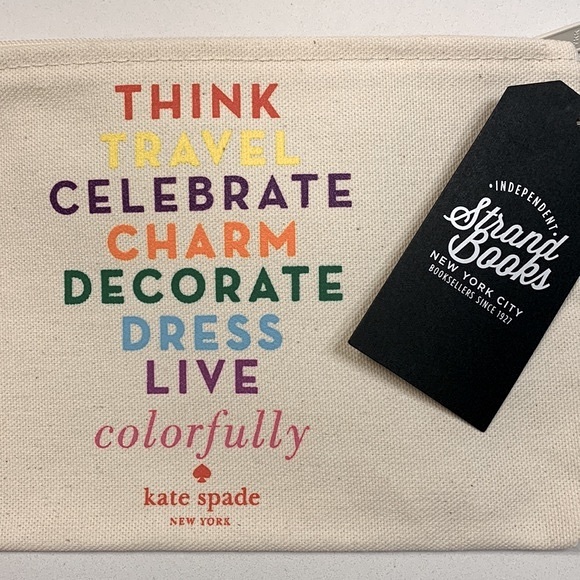 THINK
TRAVEL
CELEBRATE
CHARM
DECORATE
DRESS
LIVE
colorfully
kate spade
NEW YORK
·INDEPENDENT·
Strand
Books
NEW YORK CITY
BOOKSELLERS SINCE 1927